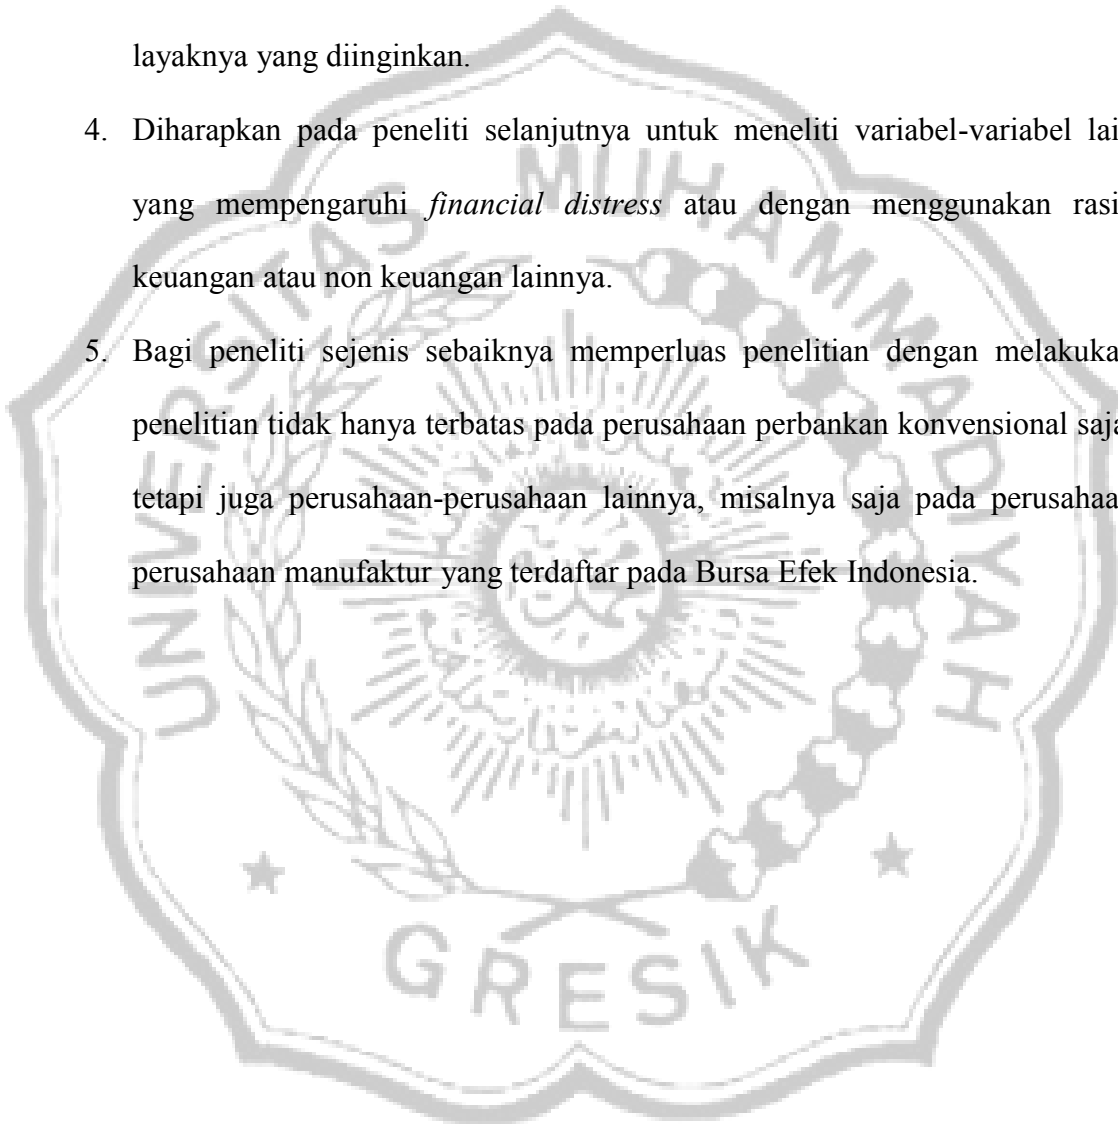 layaknya yang diinginkan.
4. Diharapkan pada peneliti selanjutnya untuk meneliti variabel-variabel lai
yang mempengaruhi financial distress atau dengan menggunakan rasi
keuangan atau non keuangan lainnya.
5. Bagi peneliti sejenis sebaiknya memperluas penelitian dengan melakuka
penelitian tidak hanya terbatas pada perusahaan perbankan konvensional saja
tetapi juga perusahaan-perusahaan lainnya, misalnya saja pada perusahaa
perusahaan manufaktur yang terdaftar pada Bursa Efek Indonesia.
UNIVERSITAS MUHAMMADIYAH
GRESIK